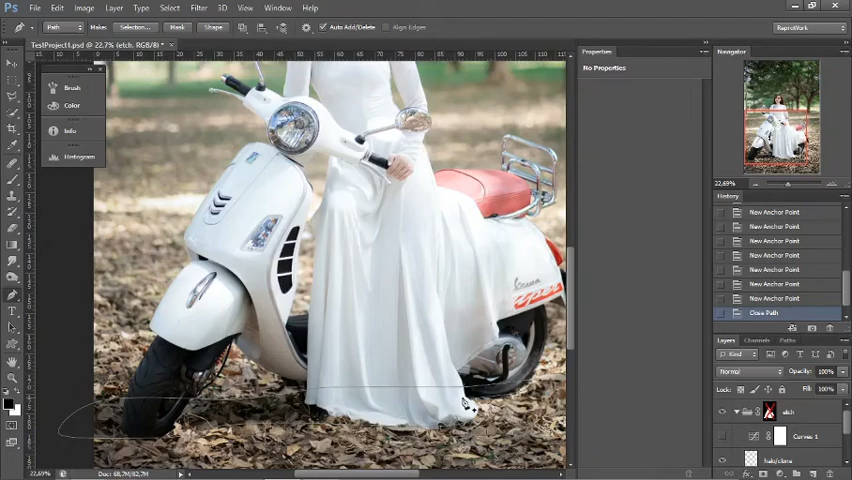 Ps File Edit Image Layer Type Select Filter 3D View Window Help
Path Make: Selection... Mask Shape Auto Add/Delete Align Edges RaproWork
TestProject1.psd @ 22,7% (etch, RGB/8) *
Brush
Color
Info
Histogram
Vespa
Properties
No Properties
Navigator
22,69%
History
New Anchor Point
New Anchor Point
New Anchor Point
New Anchor Point
New Anchor Point
New Anchor Point
New Anchor Point
Close Path
Layers Channels Paths
Kind
Normal Opacity: 100%
Lock: Fill: 100%
etch
Curves 1
halo/clone
22,69% Doc: 68,7M/82,7M